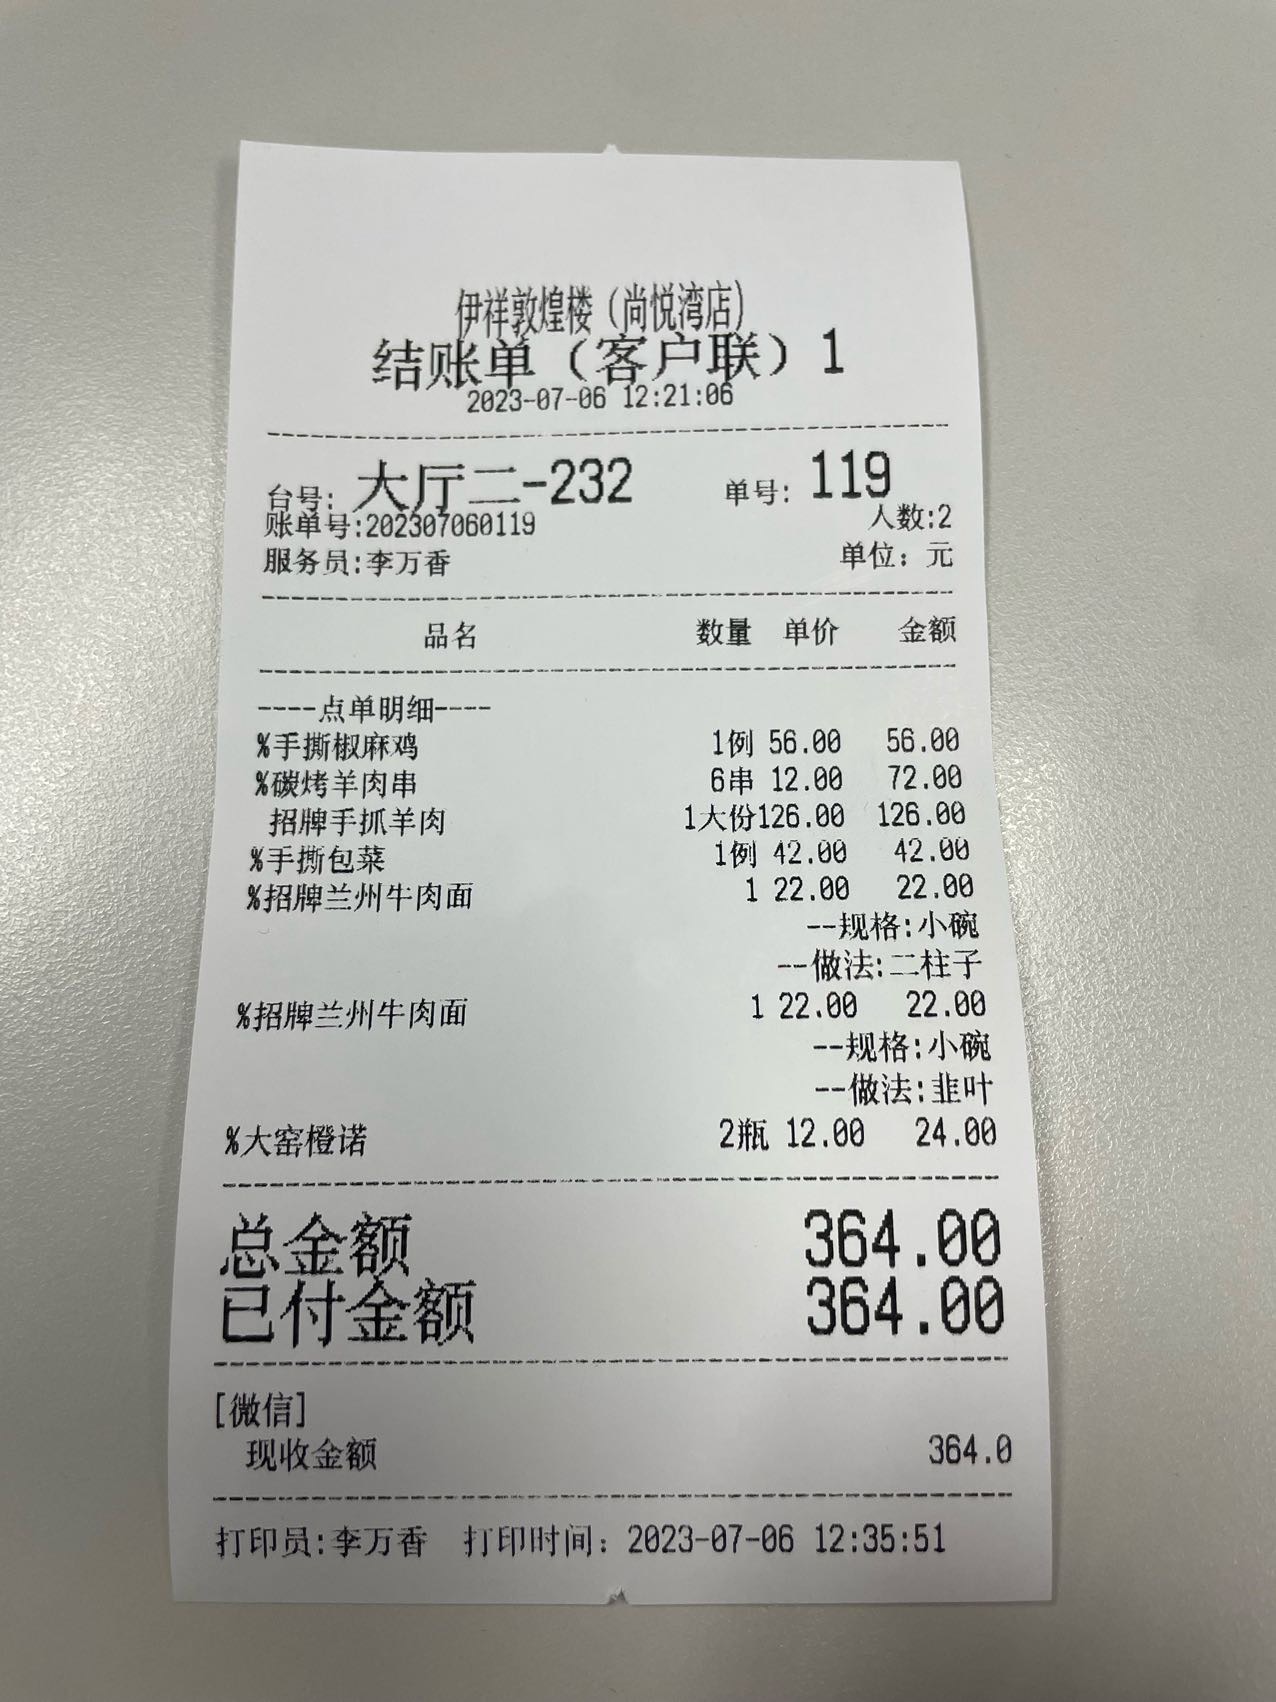 伊祥敦煌楼（尚悦湾店）
结账单（客户联）1
2023-07-06 12:21:06
台号: 大厅二-232 单号: 119
账单号:202307060119 人数:2
服务员:李万香 单位：元
品名 数量 单价 金额
----点单明细----
%手撕椒麻鸡 1例 56.00 56.00
%碳烤羊肉串 6串 12.00 72.00
招牌手抓羊肉 1大份126.00 126.00
%手撕包菜 1例 42.00 42.00
%招牌兰州牛肉面 1 22.00 22.00
--规格:小碗
--做法:二柱子
%招牌兰州牛肉面 1 22.00 22.00
--规格:小碗
--做法:韭叶
%大窑橙诺 2瓶 12.00 24.00
总金额 364.00
已付金额 364.00
[微信]
现收金额 364.0
打印员:李万香 打印时间：2023-07-06 12:35:51